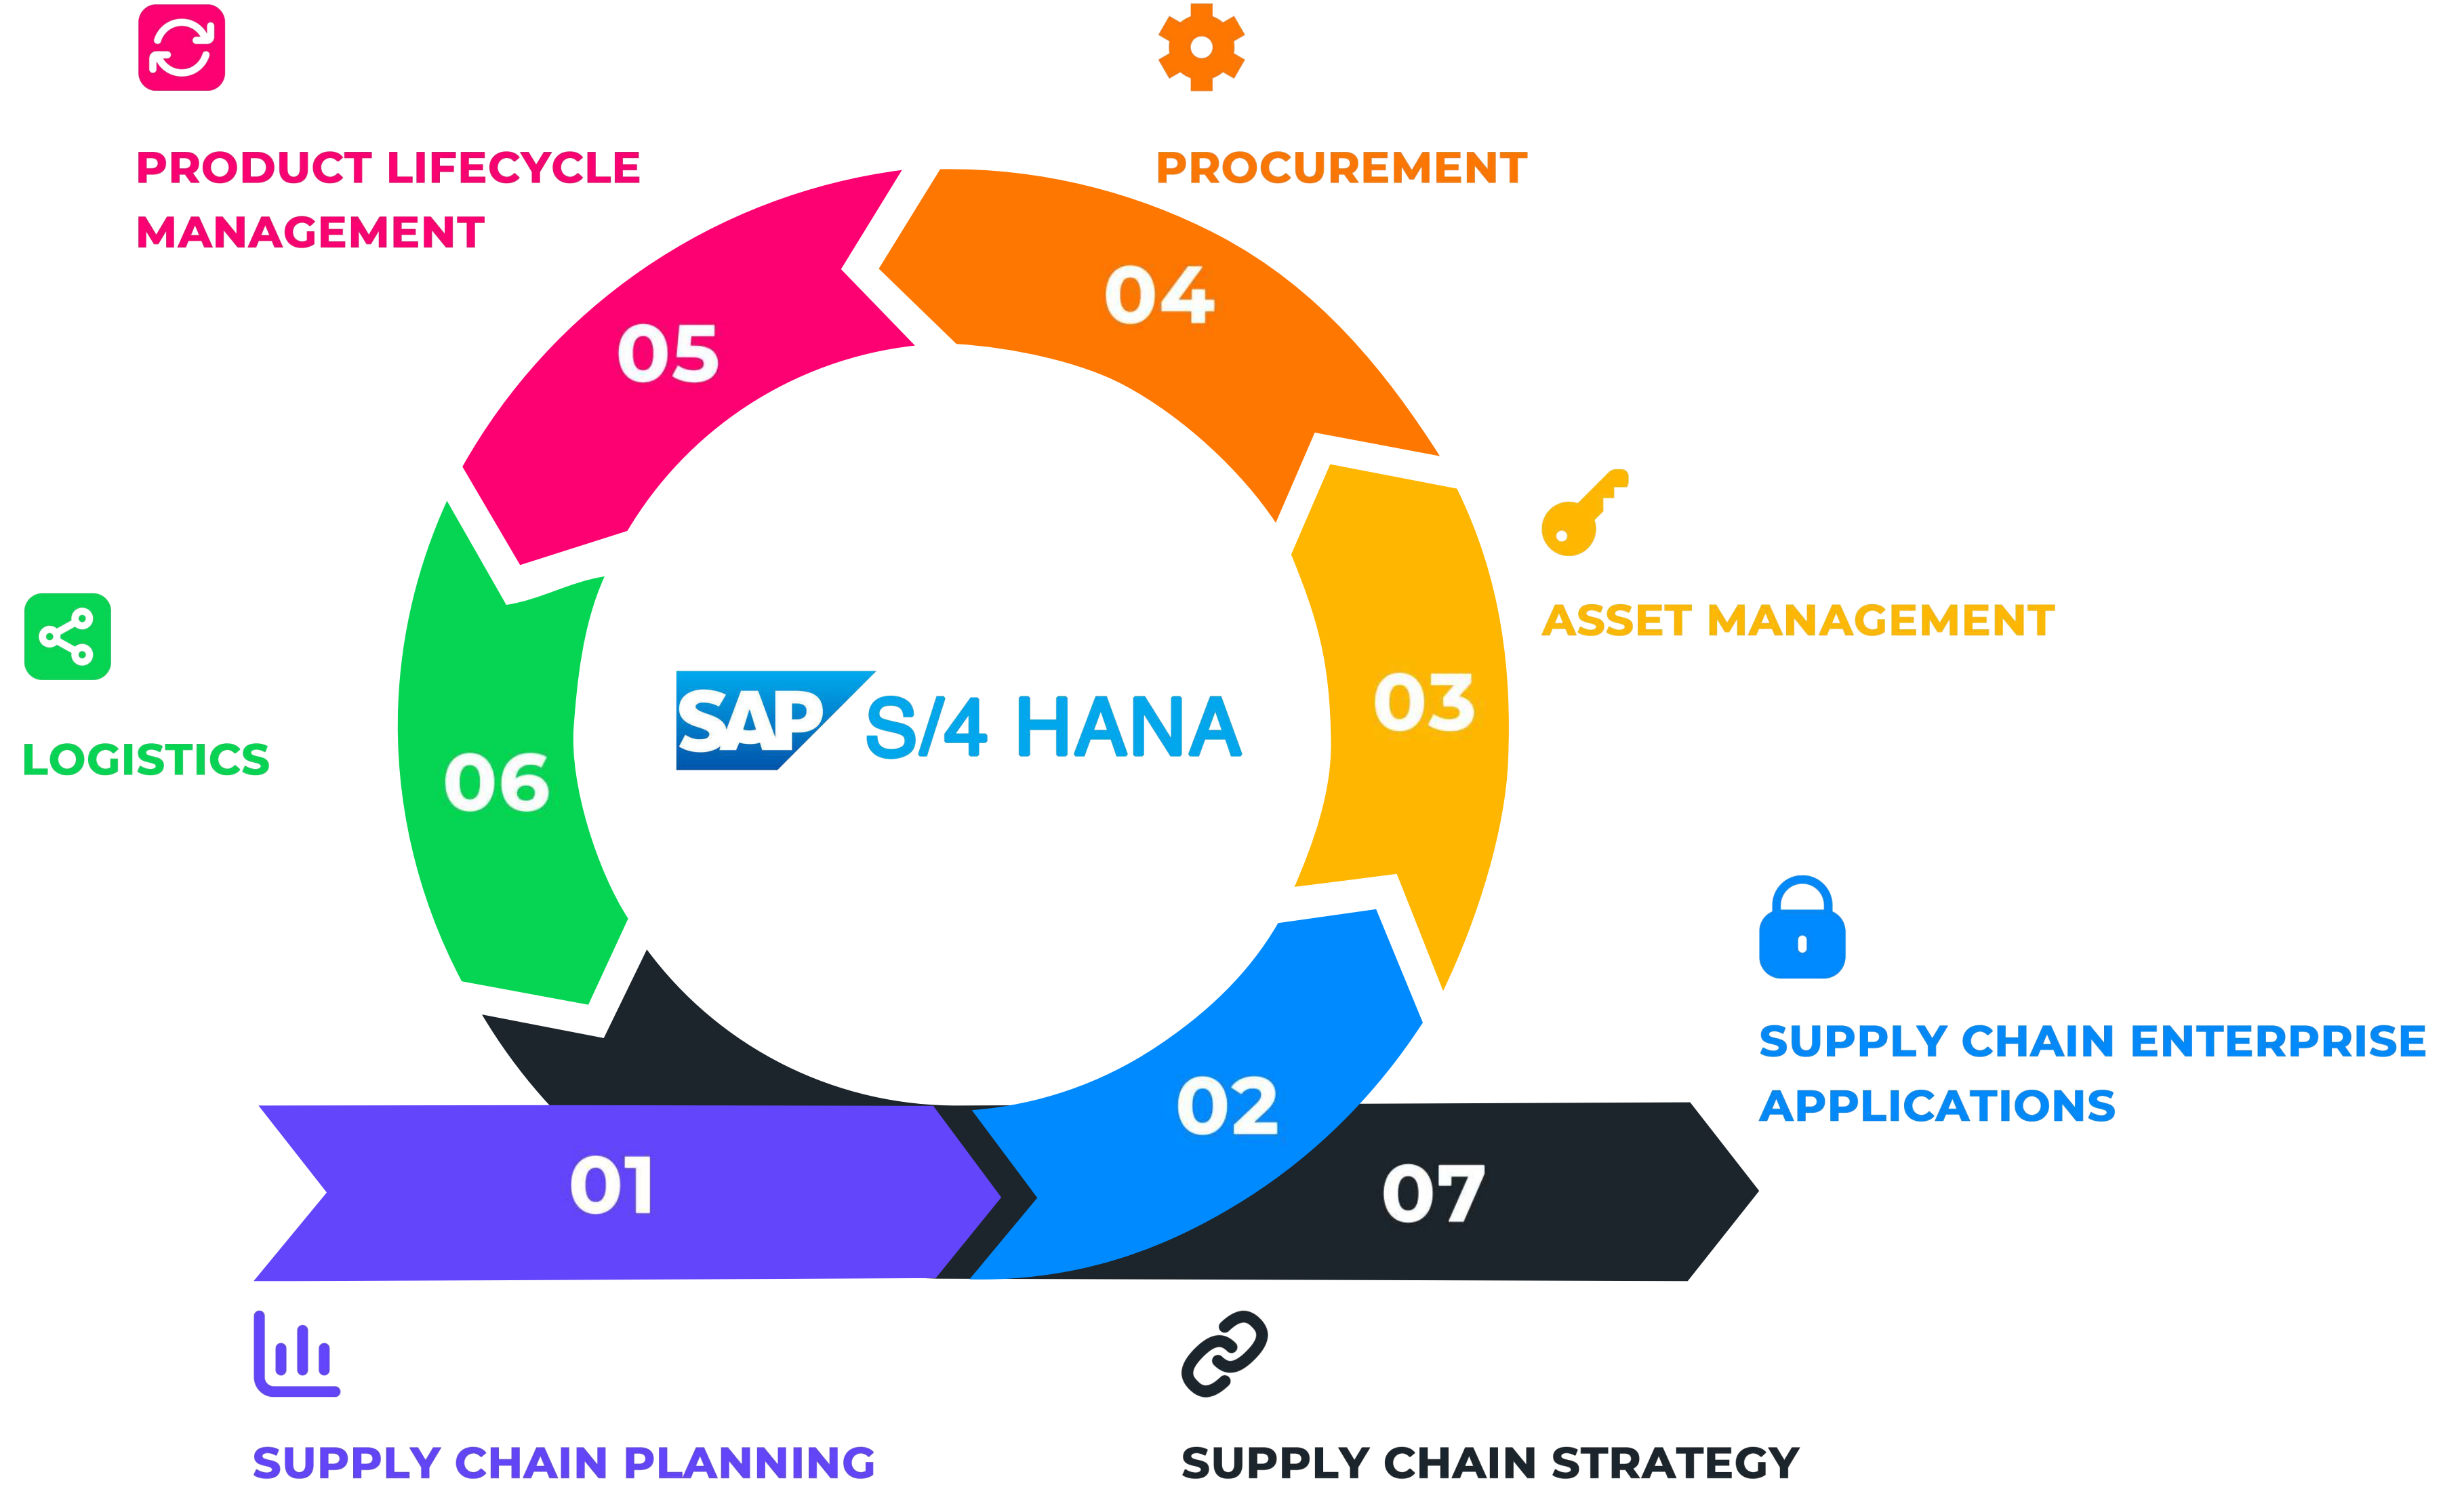 PRODUCT LIFECYCLE
MANAGEMENT
PROCUREMENT
04
05
ASSET MANAGEMENT
03
SAP S/4 HANA
LOGISTICS
06
SUPPLY CHAIN ENTERPRISE
APPLICATIONS
02
01
07
SUPPLY CHAIN PLANNING
SUPPLY CHAIN STRATEGY